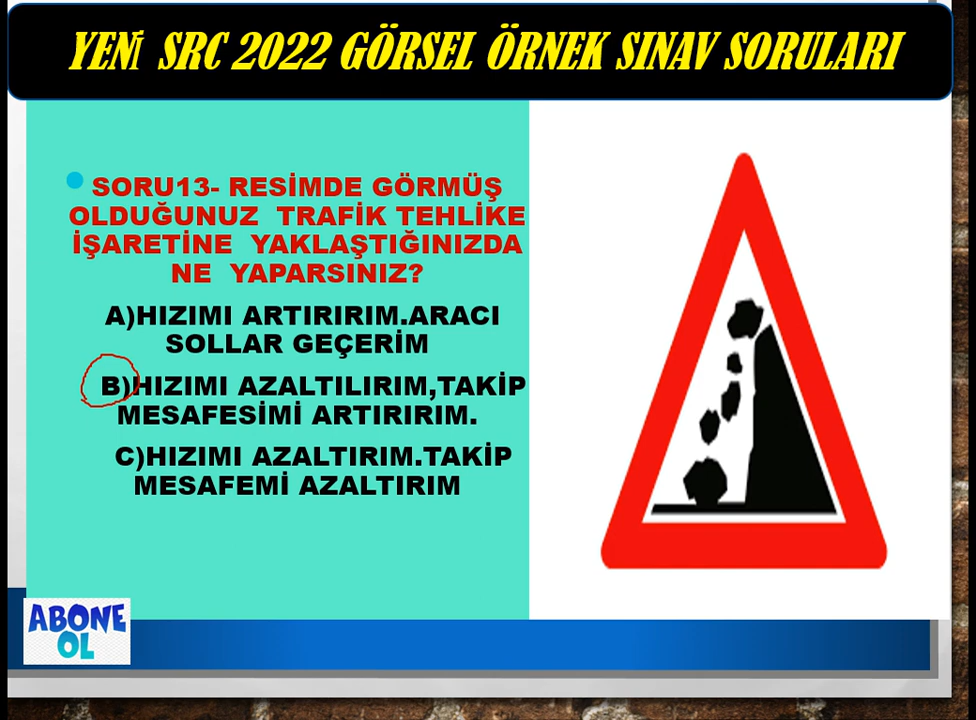 YENİ SRC 2022 GÖRSEL ÖRNEK SINAV SORULARI
SORU13- RESİMDE GÖRMÜŞ
OLDUĞUNUZ TRAFİK TEHLİKE
İŞARETİNE YAKLAŞTIĞINIZDA
NE YAPARSINIZ?
A)HIZIMI ARTIRIRIM.ARACI
SOLLAR GEÇERİM
B)HIZIMI AZALTILIRIM,TAKİP
MESAFESİMİ ARTIRIRIM.
C)HIZIMI AZALTIRIM.TAKİP
MESAFEMİ AZALTIRIM
ABONE
OL